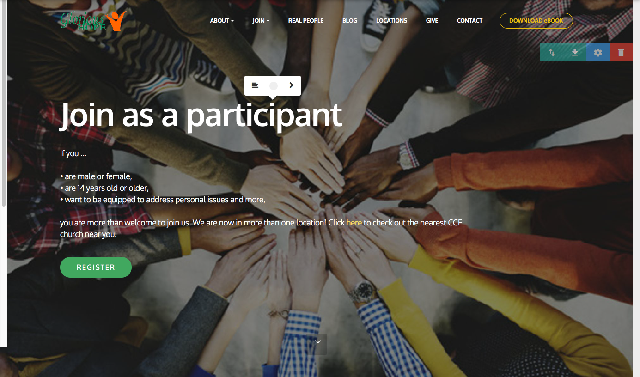 ABOUT JOIN REAL PEOPLE BLOG LOCATIONS GIVE CONTACT DOWNLOAD eBOOK
Join as a participant
If you ...
• are male or female,
• are 14 years old or older,
• want to be equipped to address personal issues and more,
you are more than welcome to join us. We are now in more than one location! Click here to check out the nearest CCF
church near you.
REGISTER